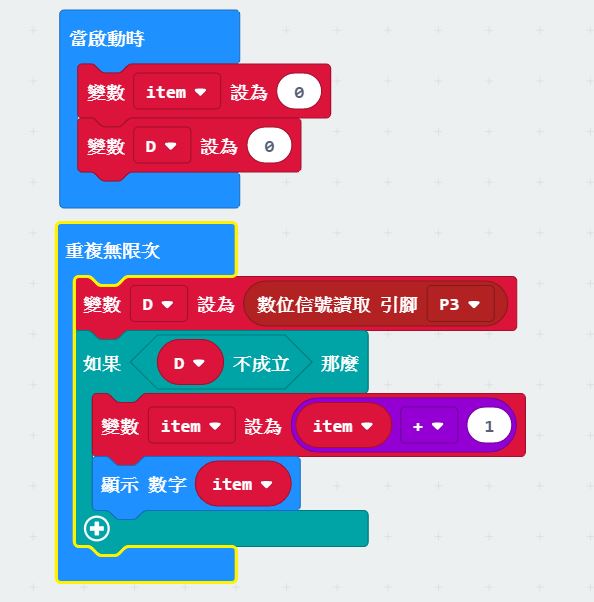 當啟動時
變數 item 設為 0
變數 D 設為 0
重複無限次
變數 D 設為 數位信號讀取 引腳 P3
如果 D 不成立 那麼
變數 item 設為 item + 1
顯示 數字 item